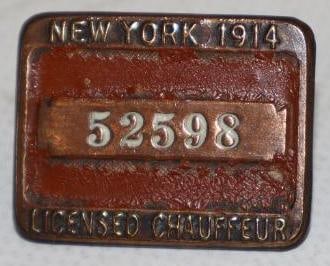 NEW YORK 1914
52598
LICENSED CHAUFFEUR